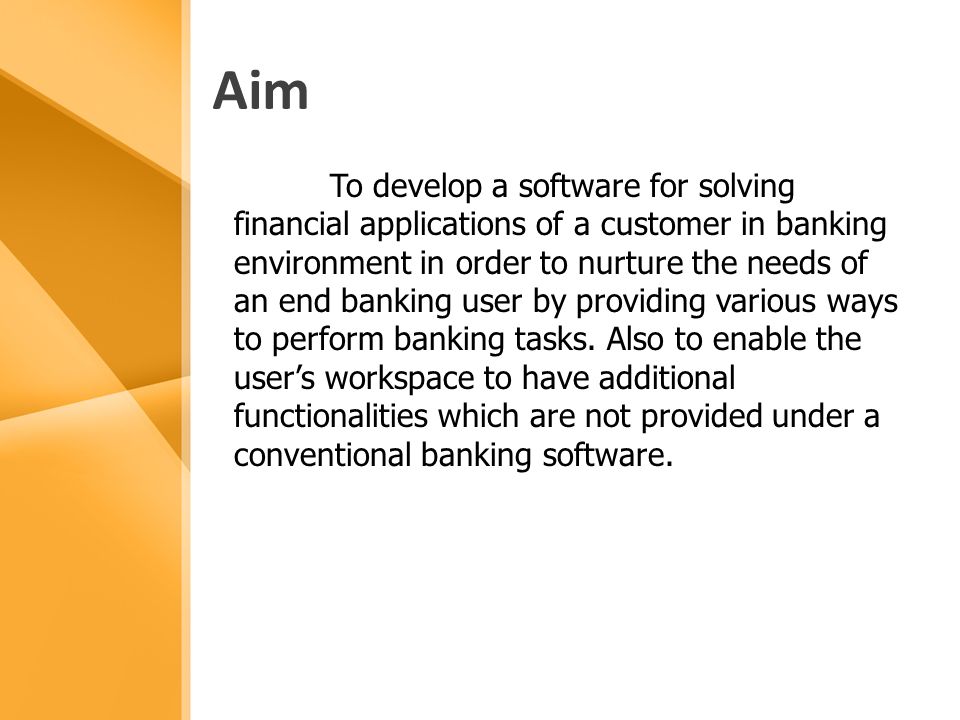 Aim
To develop a software for solving
financial applications of a customer in banking
environment in order to nurture the needs of
an end banking user by providing various ways
to perform banking tasks. Also to enable the
user’s workspace to have additional
functionalities which are not provided under a
conventional banking software.